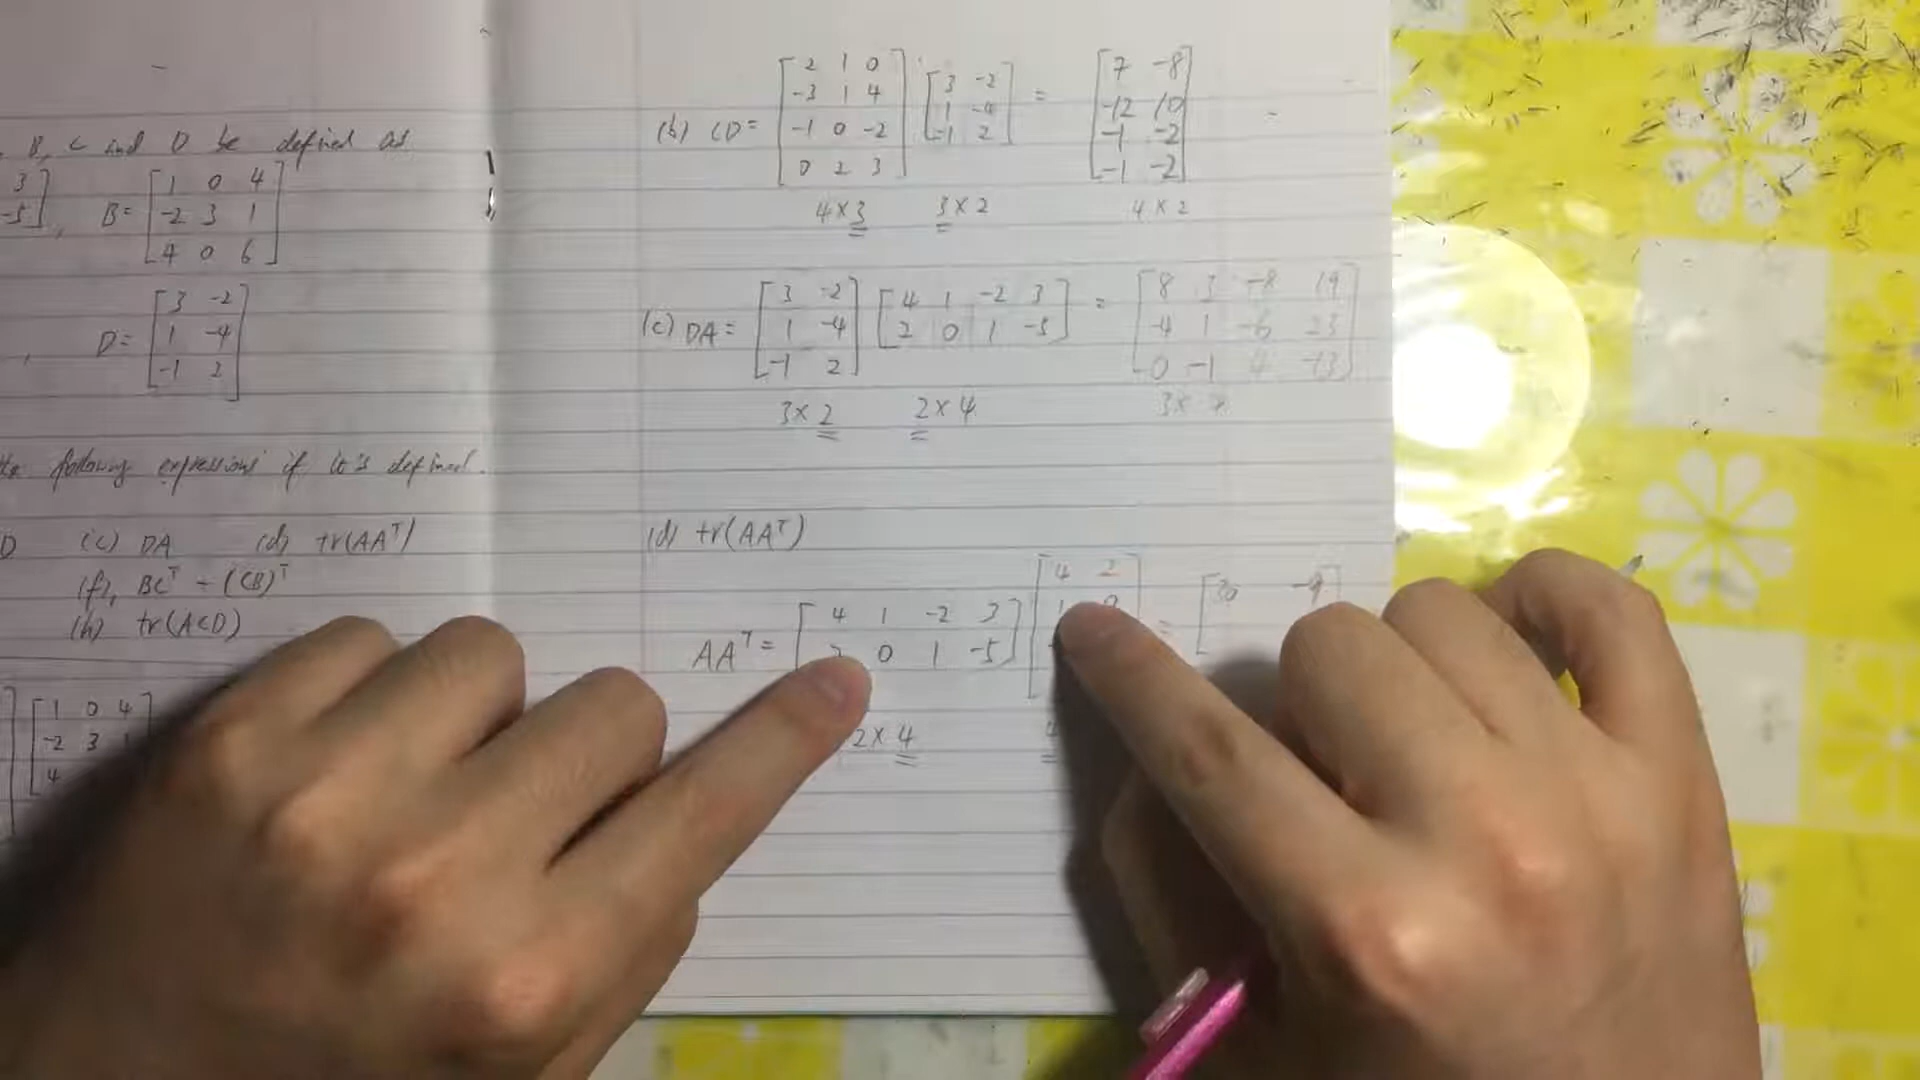 B, C and D be defined as
3
-5], B = [1 0 4
-2 3 1
4 0 6]
, D = [3 -2
1 -4
-1 2]
the following expressions if it's defined.
D (c) DA (d) tr(AAᵀ)
(f), BCᵀ - (CB)ᵀ
(h) tr(ACD)
[1 0 4]
-2 3
4
(b) CD = [2 1 0
-3 1 4
-1 0 -2
0 2 3] [3 -2
1 -4
-1 2] = [7 -8
-12 10
-1 -2
-1 -2]
4×3 3×2 4×2
(c) DA = [3 -2
1 -4
-1 2] [4 1 -2 3
2 0 1 -5] = [8 3 -8 19
-4 1 -6 23
0 -1 4 -13]
3×2 2×4 3×
(d) tr(AAᵀ)
AAᵀ = [4 1 -2 3
0 1 -5] [4 2
= [30 -9
2×4 4